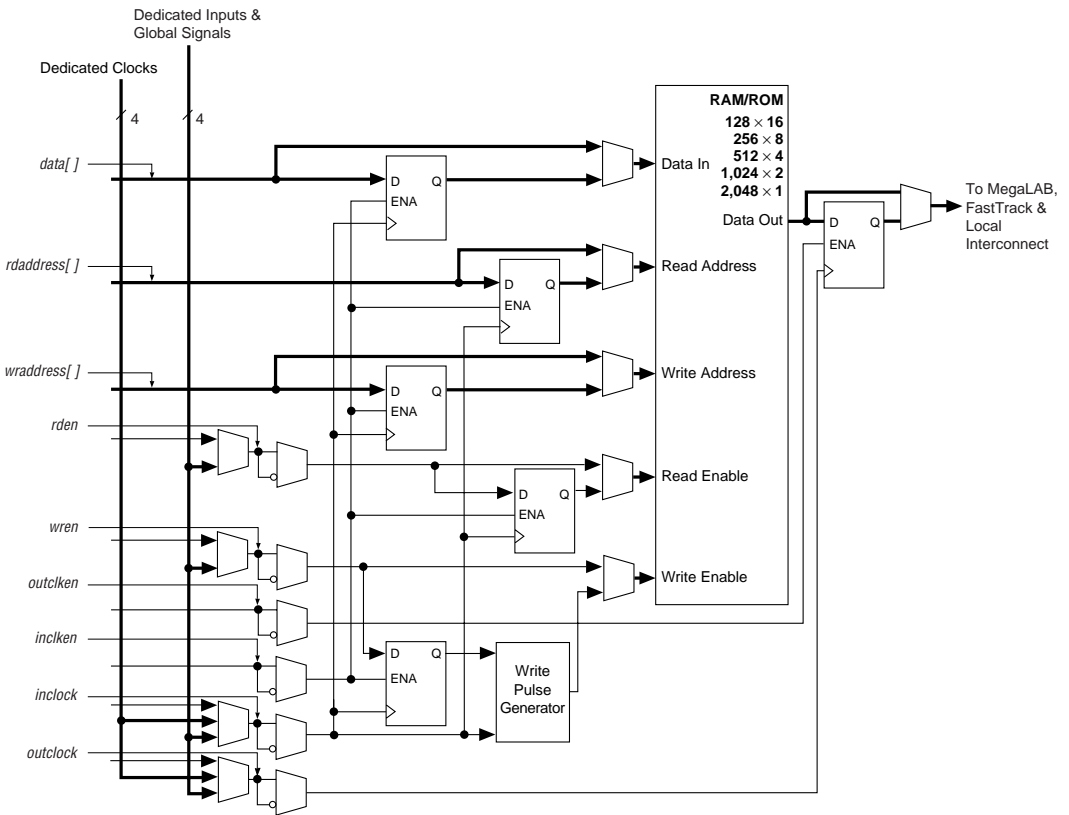 Dedicated Inputs &
Global Signals
Dedicated Clocks
4
4
RAM/ROM
128 × 16
256 × 8
512 × 4
1,024 × 2
2,048 × 1
data[ ]
D
Q
ENA
Data In
Data Out
D
Q
ENA
To MegaLAB,
FastTrack &
Local
Interconnect
rdaddress[ ]
D
Q
ENA
Read Address
wraddress[ ]
D
Q
ENA
Write Address
rden
D
Q
ENA
Read Enable
wren
Write Enable
outclken
inclken
D
Q
ENA
Write
Pulse
Generator
inclock
outclock